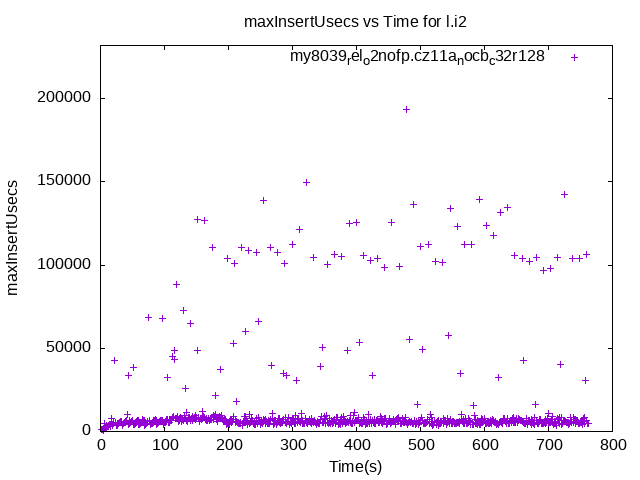 maxInsertUsecs vs Time for l.i2
my8039rel_o2nofp.cz11a_nocb_c32r128
200000
150000
100000
50000
0
maxInsertUsecs
0 100 200 300 400 500 600 700 800
Time(s)